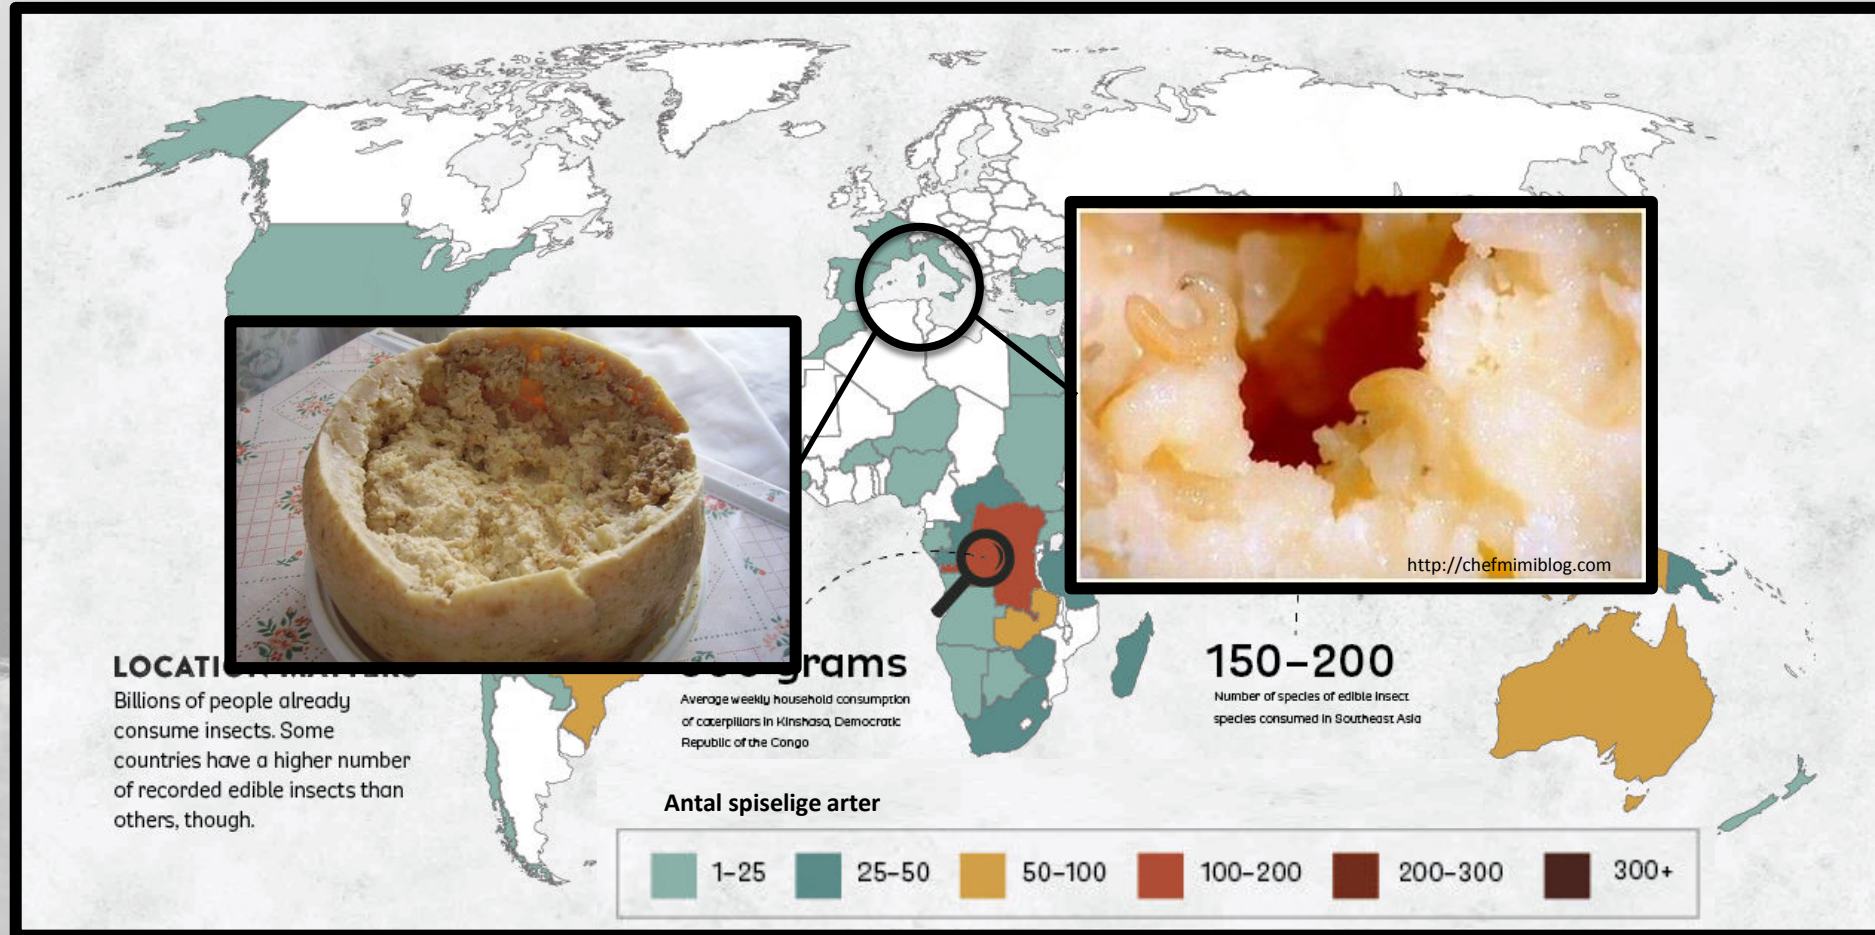 http://chefmimiblog.com
LOCATI
Billions of people already
consume insects. Some
countries have a higher number
of recorded edible insects than
others, though.
grams
Average weekly household consumption
of caterpillars in Kinshasa, Democratic
Republic of the Congo
150–200
Number of species of edible insect
species consumed in Southeast Asia
Antal spiselige arter
1–25 25–50 50–100 100–200 200–300 300+